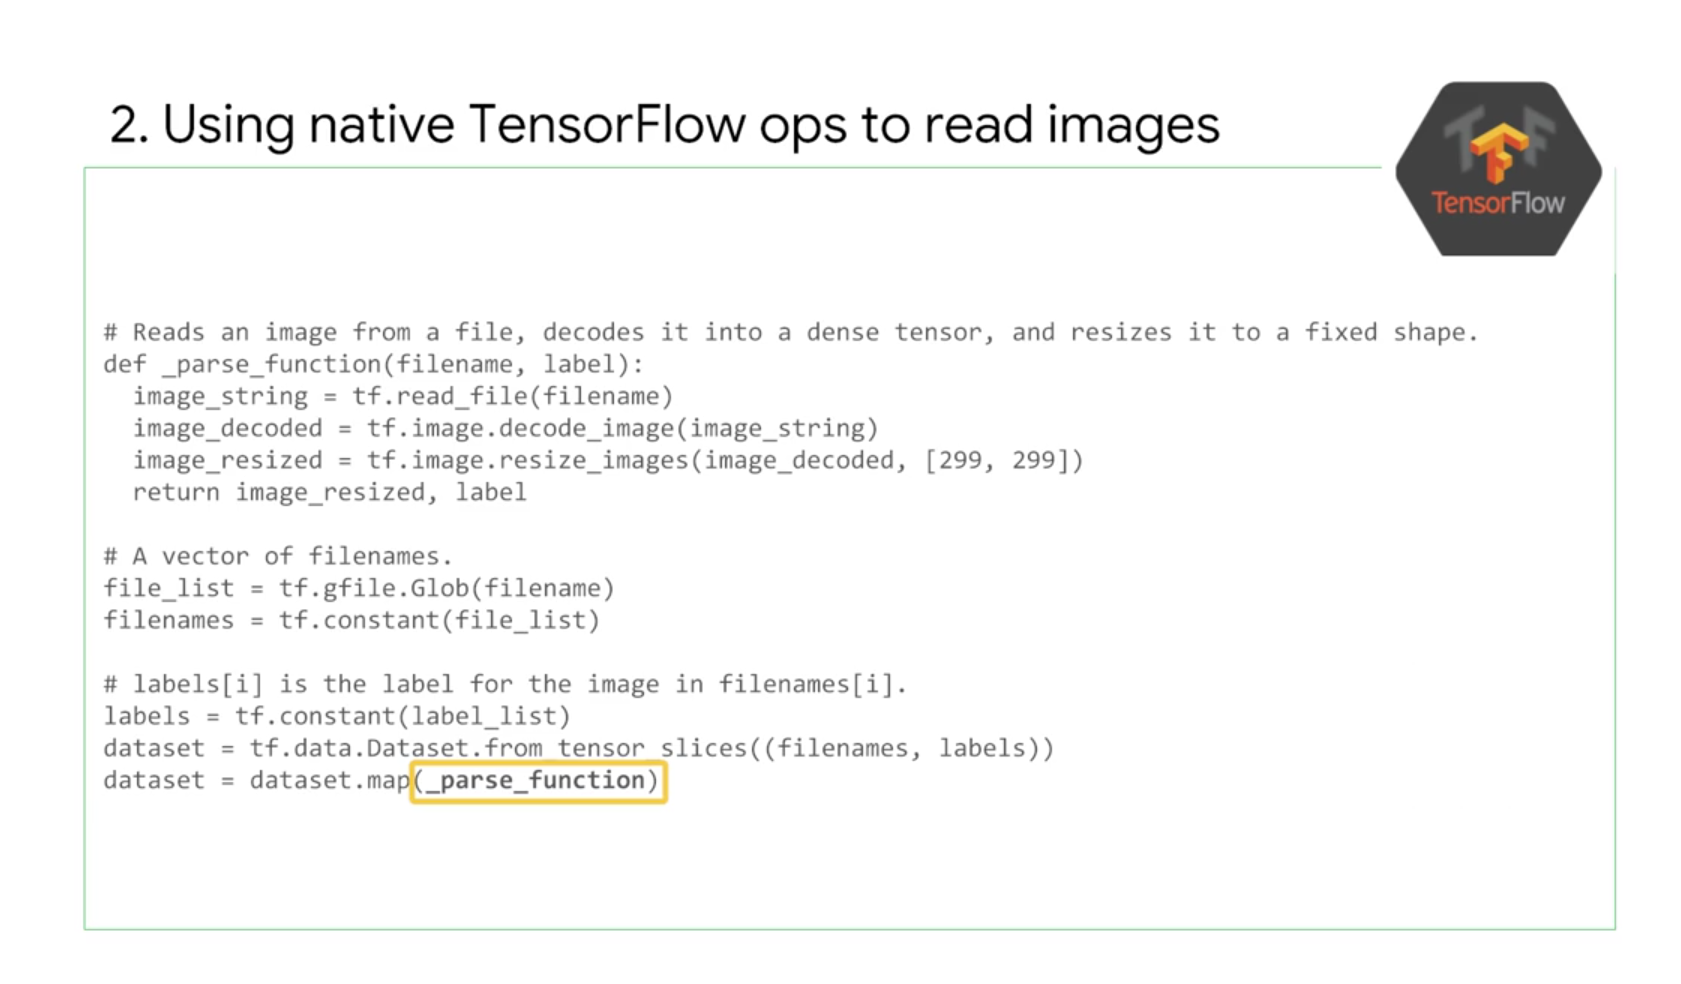 2. Using native TensorFlow ops to read images
TensorFlow
# Reads an image from a file, decodes it into a dense tensor, and resizes it to a fixed shape.
def _parse_function(filename, label):
  image_string = tf.read_file(filename)
  image_decoded = tf.image.decode_image(image_string)
  image_resized = tf.image.resize_images(image_decoded, [299, 299])
  return image_resized, label
# A vector of filenames.
file_list = tf.gfile.Glob(filename)
filenames = tf.constant(file_list)
# labels[i] is the label for the image in filenames[i].
labels = tf.constant(label_list)
dataset = tf.data.Dataset.from_tensor_slices((filenames, labels))
dataset = dataset.map(_parse_function)